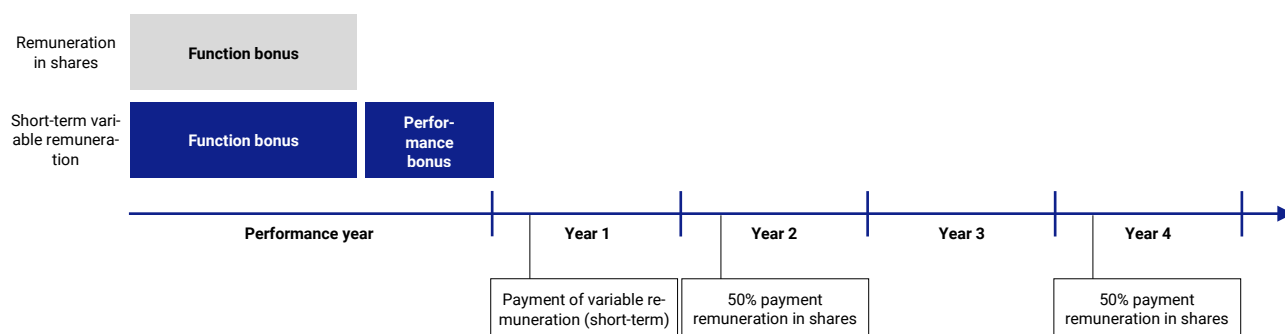 Remuneration
in shares
Function bonus
Short-term vari-
able remunera-
tion
Function bonus
Perfor-
mance
bonus
Performance year
Year 1
Year 2
Year 3
Year 4
Payment of variable re-
muneration (short-term)
50% payment
remuneration in shares
50% payment
remuneration in shares